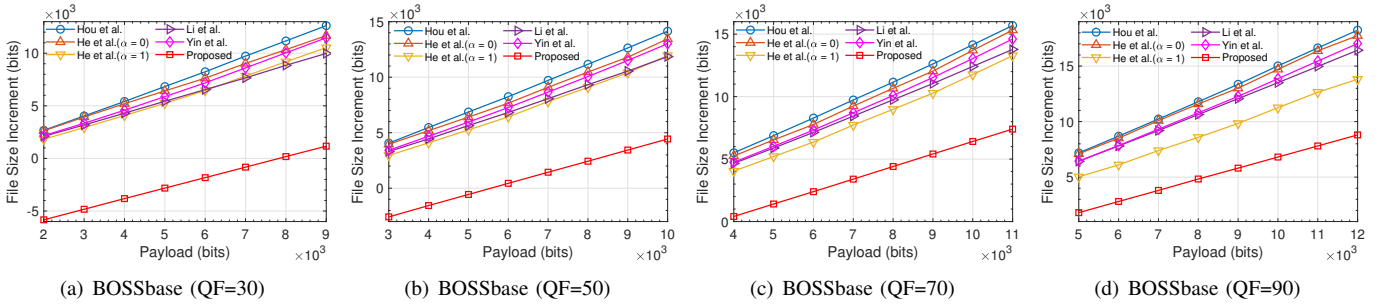 ×10³
File Size Increment (bits)
10
5
0
-5
Hou et al.
He et al.(α = 0)
He et al.(α = 1)
Li et al.
Yin et al.
Proposed
2 3 4 5 6 7 8 9
Payload (bits)
×10³
(a) BOSSbase (QF=30)
×10³
File Size Increment (bits)
15
10
5
0
Hou et al.
He et al.(α = 0)
He et al.(α = 1)
Li et al.
Yin et al.
Proposed
3 4 5 6 7 8 9 10
Payload (bits)
×10³
(b) BOSSbase (QF=50)
×10³
File Size Increment (bits)
15
10
5
0
Hou et al.
He et al.(α = 0)
He et al.(α = 1)
Li et al.
Yin et al.
Proposed
4 5 6 7 8 9 10 11
Payload (bits)
×10³
(c) BOSSbase (QF=70)
×10³
File Size Increment (bits)
15
10
5
Hou et al.
He et al.(α = 0)
He et al.(α = 1)
Li et al.
Yin et al.
Proposed
5 6 7 8 9 10 11 12
Payload (bits)
×10³
(d) BOSSbase (QF=90)